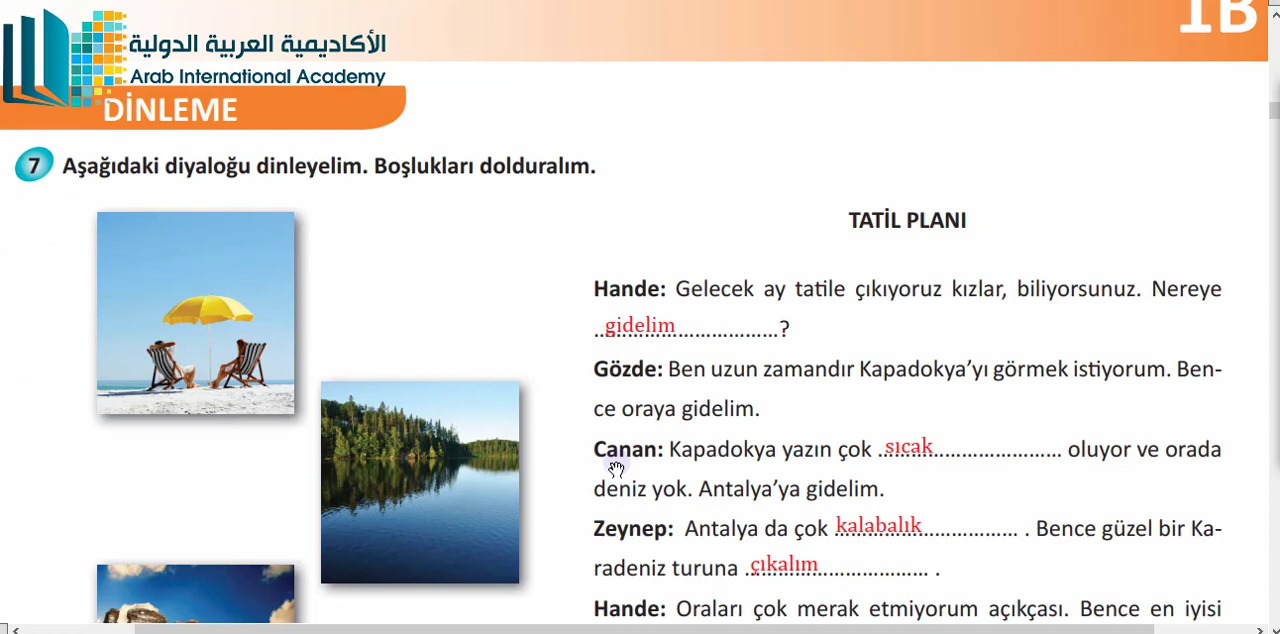 1B
الأكاديمية العربية الدولية
Arab International Academy
DİNLEME
7 Aşağıdaki diyaloğu dinleyelim. Boşlukları dolduralım.
TATİL PLANI
Hande: Gelecek ay tatile çıkıyoruz kızlar, biliyorsunuz. Nereye
..gidelim................................?
Gözde: Ben uzun zamandır Kapadokya’yı görmek istiyorum. Ben-
ce oraya gidelim.
Canan: Kapadokya yazın çok ..sıcak................................ oluyor ve orada
deniz yok. Antalya’ya gidelim.
Zeynep: Antalya da çok kalabalık................................ . Bence güzel bir Ka-
radeniz turuna ..çıkalım................................ .
Hande: Oraları çok merak etmiyorum açıkçası. Bence en iyisi